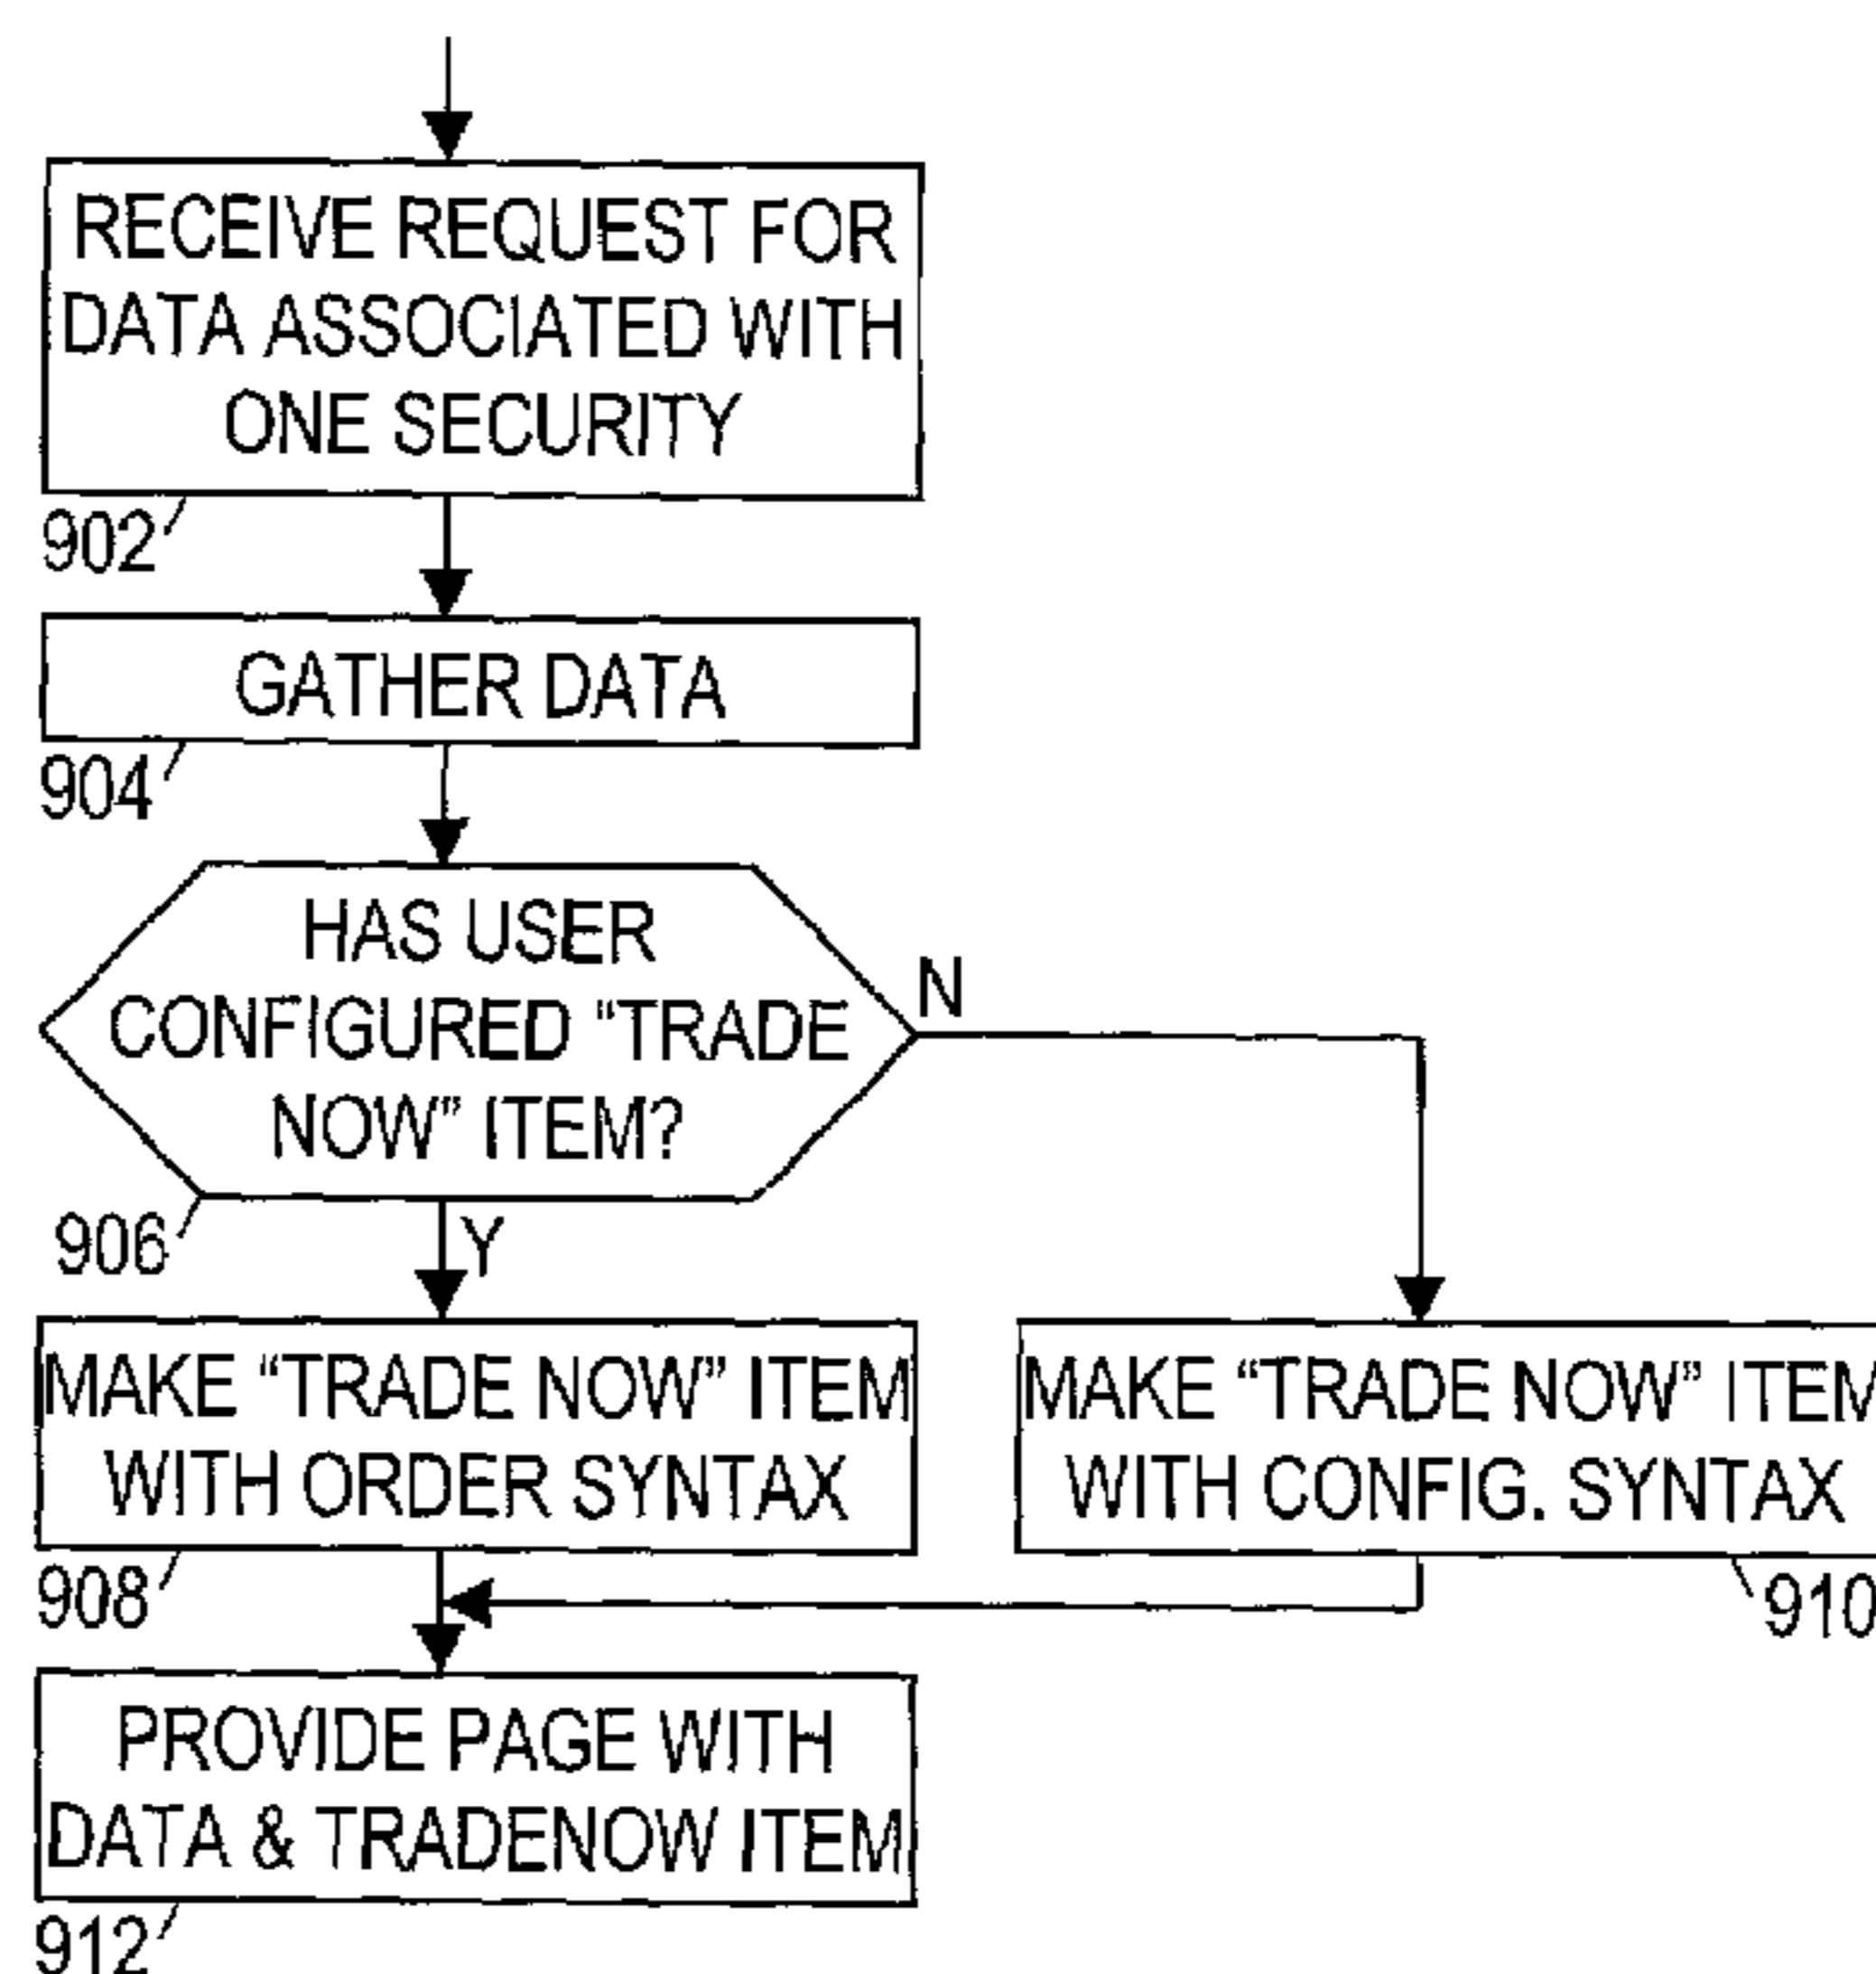 RECEIVE REQUEST FOR
DATA ASSOCIATED WITH
ONE SECURITY
902
GATHER DATA
904
HAS USER
CONFIGURED “TRADE
NOW” ITEM?
N
906
Y
MAKE “TRADE NOW” ITEM
WITH ORDER SYNTAX
908
MAKE “TRADE NOW” ITEM
WITH CONFIG. SYNTAX
910
PROVIDE PAGE WITH
DATA & TRADENOW ITEM
912